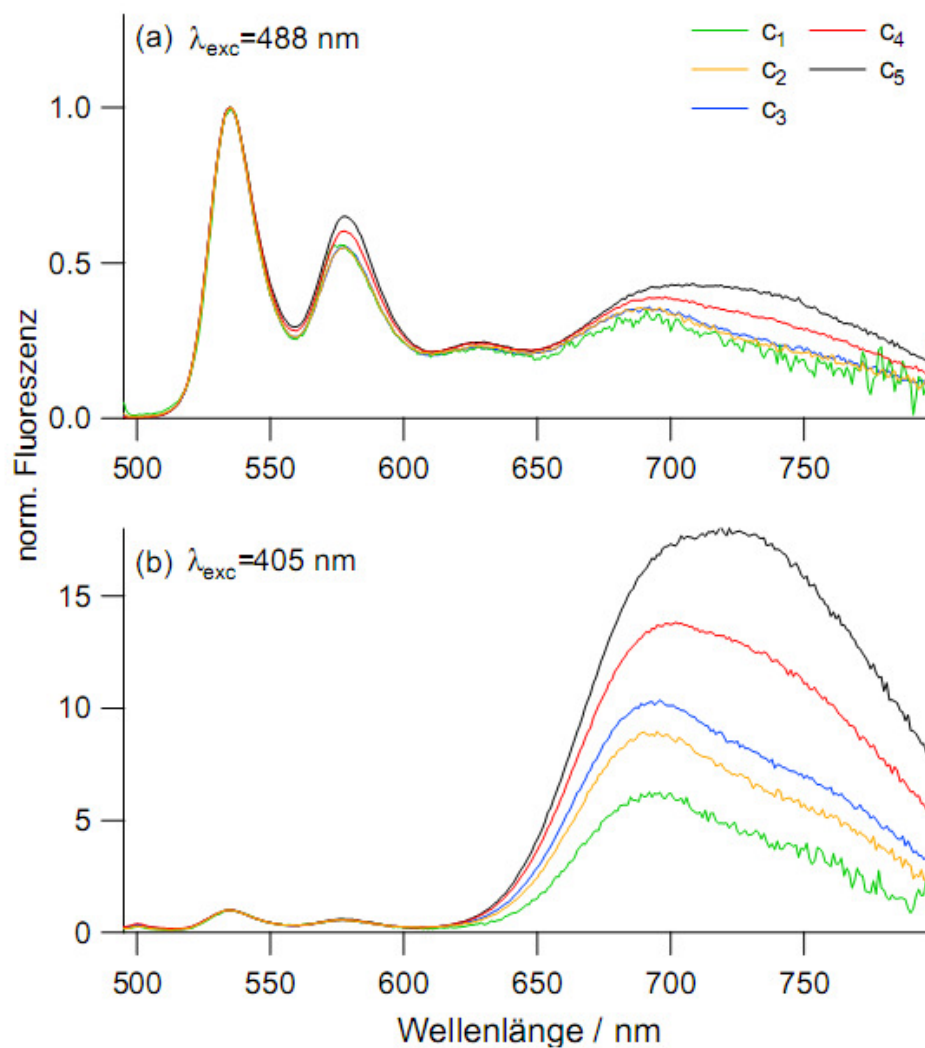 (a) λexc=488 nm
c1 c4
c2 c5
c3
1.0
0.5
0.0
500 550 600 650 700 750
norm. Fluoreszenz
(b) λexc=405 nm
15
10
5
0
500 550 600 650 700 750
Wellenlänge / nm